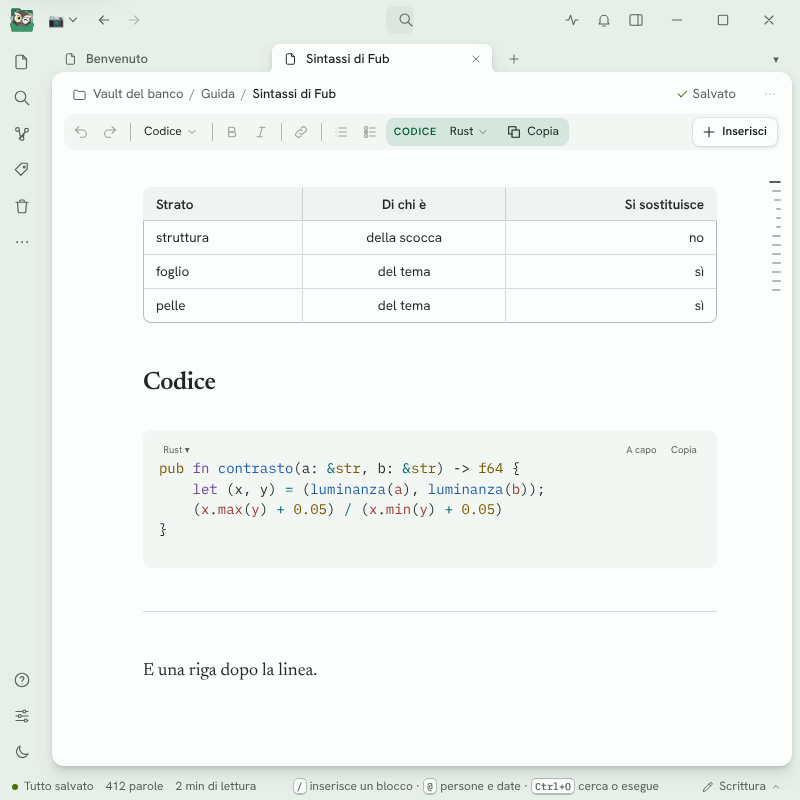 Benvenuto
Sintassi di Fub
Vault del banco / Guida / Sintassi di Fub
Salvato
Codice
CODICE Rust Copia
Inserisci
Strato Di chi è Si sostituisce
struttura della scocca no
foglio del tema sì
pelle del tema sì
Codice
Rust A capo Copia
pub fn contrasto(a: &str, b: &str) -> f64 {
    let (x, y) = (luminanza(a), luminanza(b));
    (x.max(y) + 0.05) / (x.min(y) + 0.05)
}
E una riga dopo la linea.
Tutto salvato 412 parole 2 min di lettura / inserisce un blocco · @ persone e date · Ctrl+O cerca o esegue Scrittura